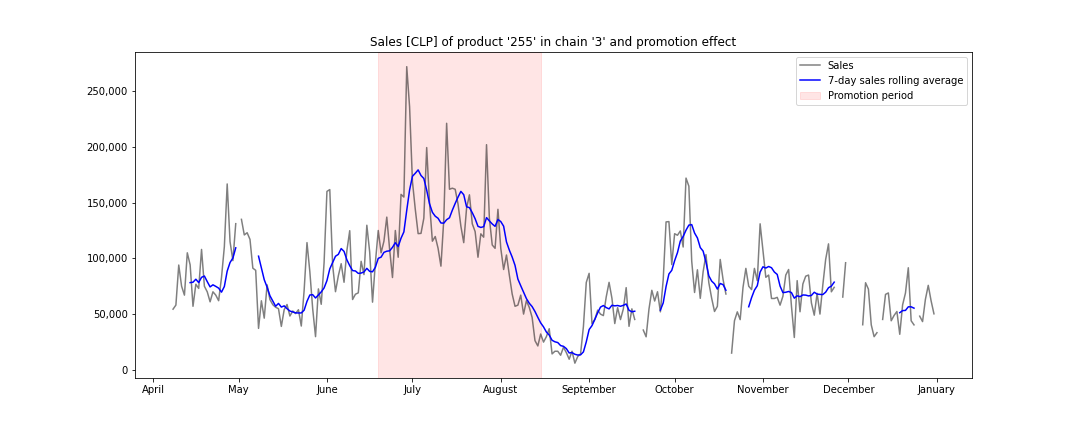 Sales [CLP] of product '255' in chain '3' and promotion effect
Sales
7-day sales rolling average
Promotion period
250,000
200,000
150,000
100,000
50,000
0
April May June July August September October November December January